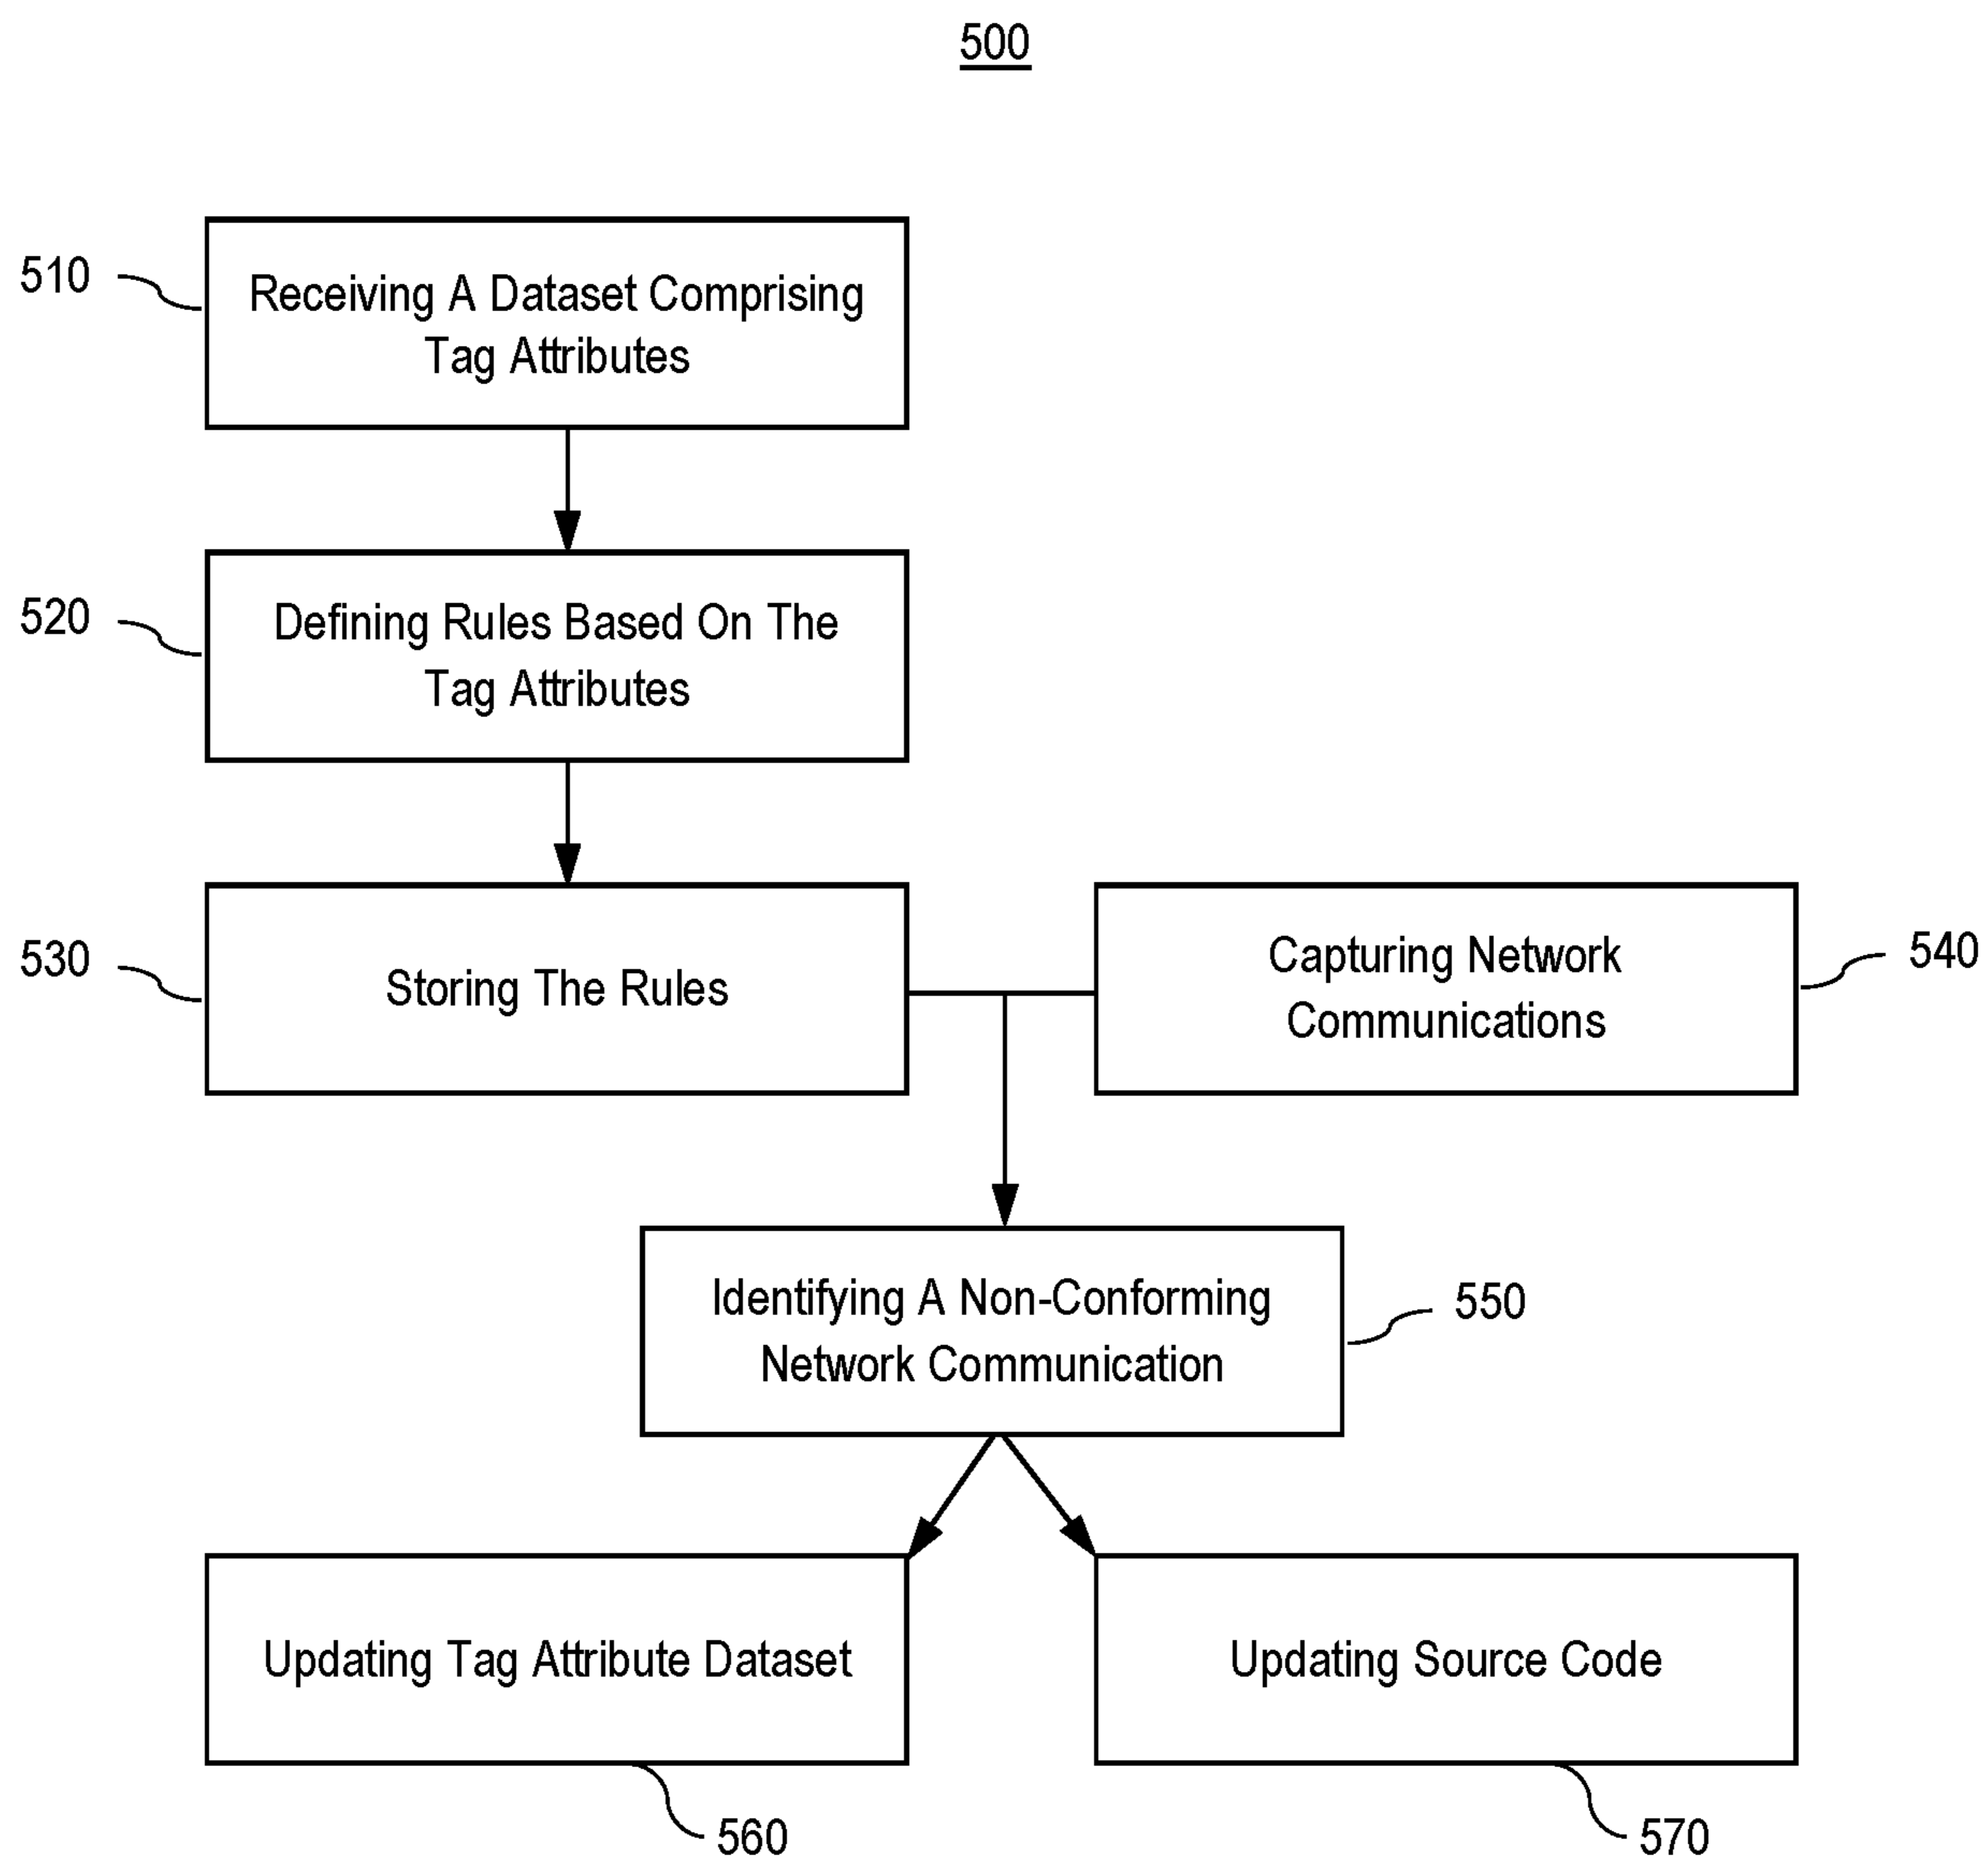 500
510
Receiving A Dataset Comprising
Tag Attributes
520
Defining Rules Based On The
Tag Attributes
530
Storing The Rules
Capturing Network
Communications
540
Identifying A Non-Conforming
Network Communication
550
Updating Tag Attribute Dataset
Updating Source Code
560
570